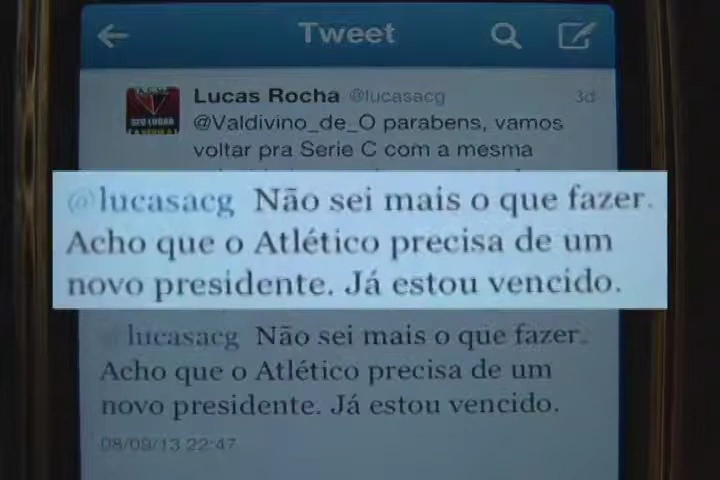 Tweet
Lucas Rocha @lucasacg 3d
@Valdivino_de_O parabens, vamos
voltar pra Serie C com a mesma
@lucasacg Não sei mais o que fazer.
Acho que o Atlético precisa de um
novo presidente. Já estou vencido.
@lucasacg Não sei mais o que fazer.
Acho que o Atlético precisa de um
novo presidente. Já estou vencido.
08/09/13 22:47